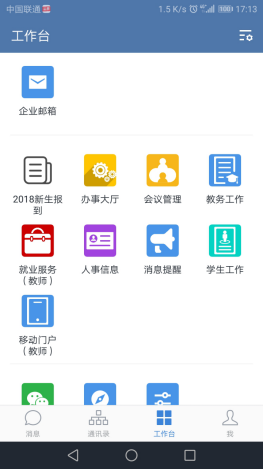 中国联通 1.5 K/s 4G 17:13
工作台
企业邮箱
2018新生报到 办事大厅 会议管理 教务工作
就业服务（教师） 人事信息 消息提醒 学生工作
移动门户（教师）
消息 通讯录 工作台 我